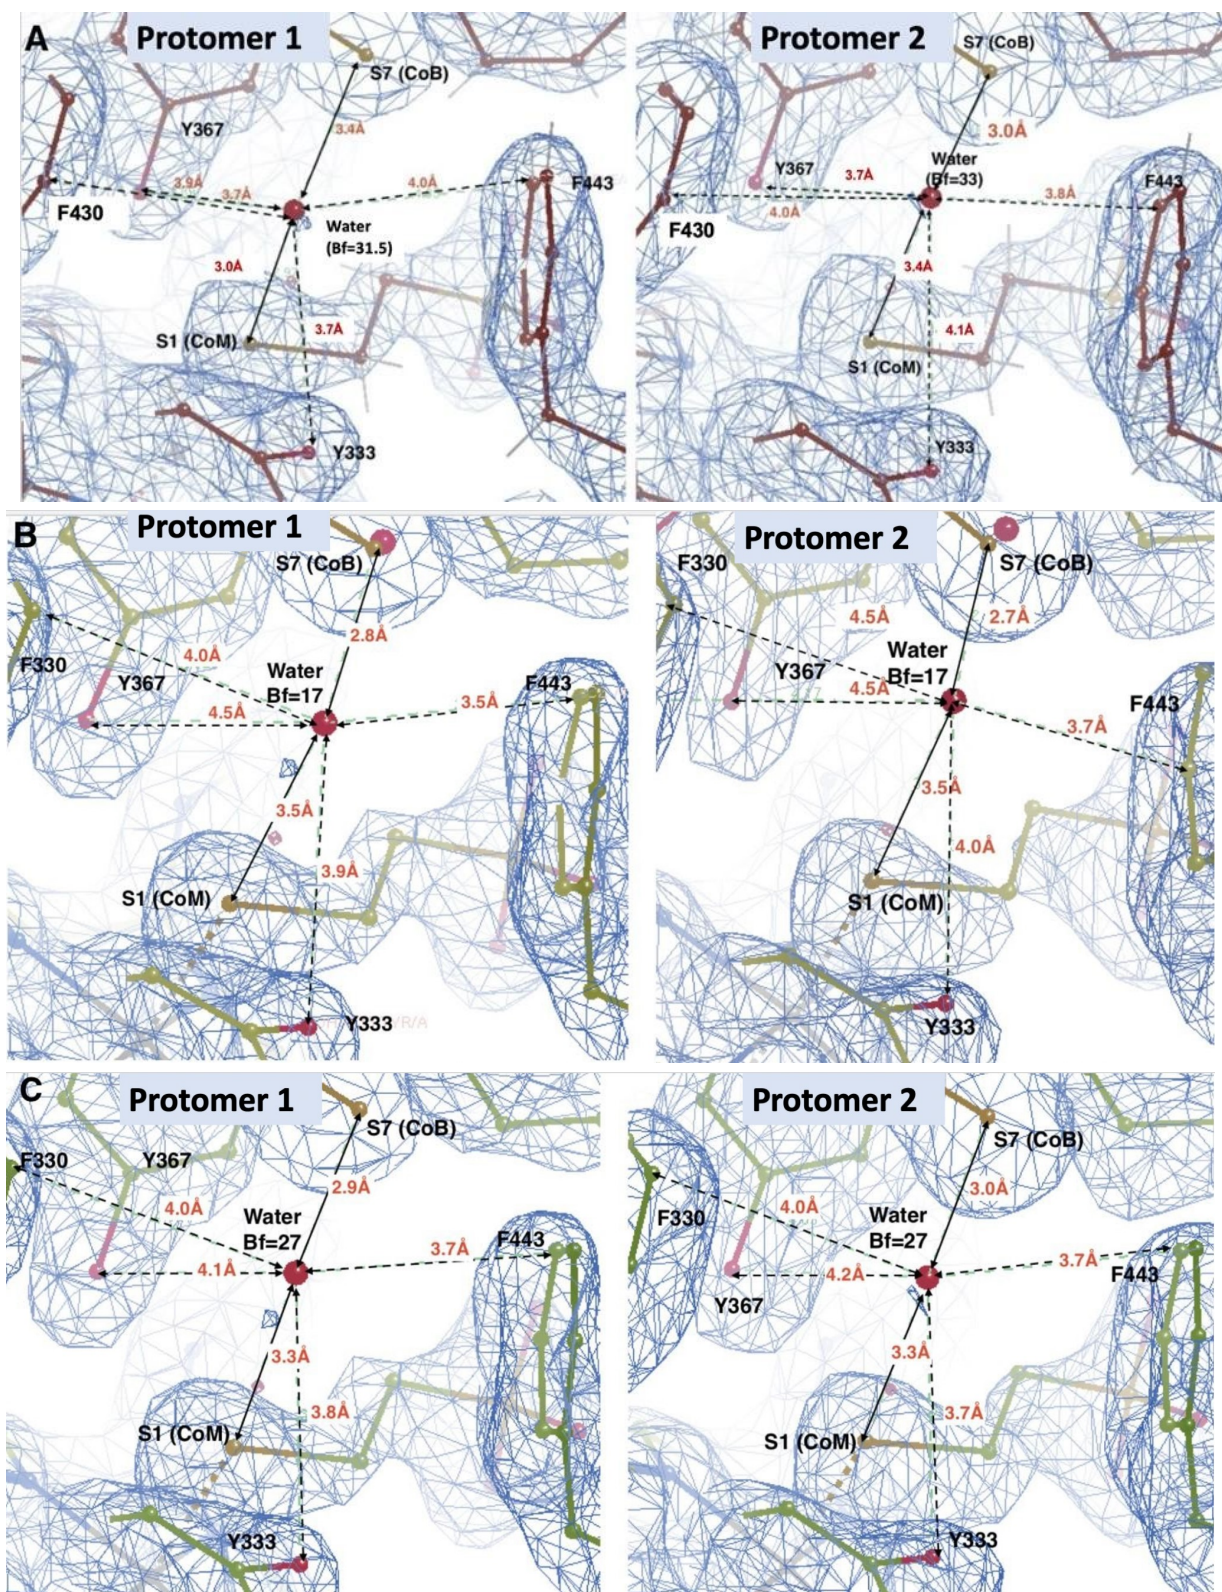 A
Protomer 1
S7 (CoB)
Y367
3.4Å
3.9Å
3.7Å
4.0Å
F443
F430
Water
(Bf=31.5)
3.0Å
S1 (CoM)
3.7Å
Y333
Protomer 2
S7 (CoB)
3.0Å
Water
(Bf=33)
Y367
3.7Å
4.0Å
3.8Å
F443
F430
3.4Å
S1 (CoM)
4.1Å
Y333
B
Protomer 1
S7 (CoB)
2.8Å
4.0Å
F330
Y367
Water
Bf=17
F443
4.5Å
3.5Å
3.5Å
3.9Å
S1 (CoM)
Y333
Protomer 2
F330
S7 (CoB)
4.5Å
2.7Å
Water
Bf=17
Y367
4.5Å
F443
3.7Å
3.5Å
4.0Å
S1 (CoM)
Y333
C
Protomer 1
S7 (CoB)
F330
Y367
2.9Å
4.0Å
Water
Bf=27
F443
3.7Å
4.1Å
3.3Å
3.8Å
S1 (CoM)
Y333
Protomer 2
S7 (CoB)
3.0Å
4.0Å
F330
Water
Bf=27
3.7Å
F443
4.2Å
Y367
3.3Å
3.7Å
S1 (CoM)
Y333